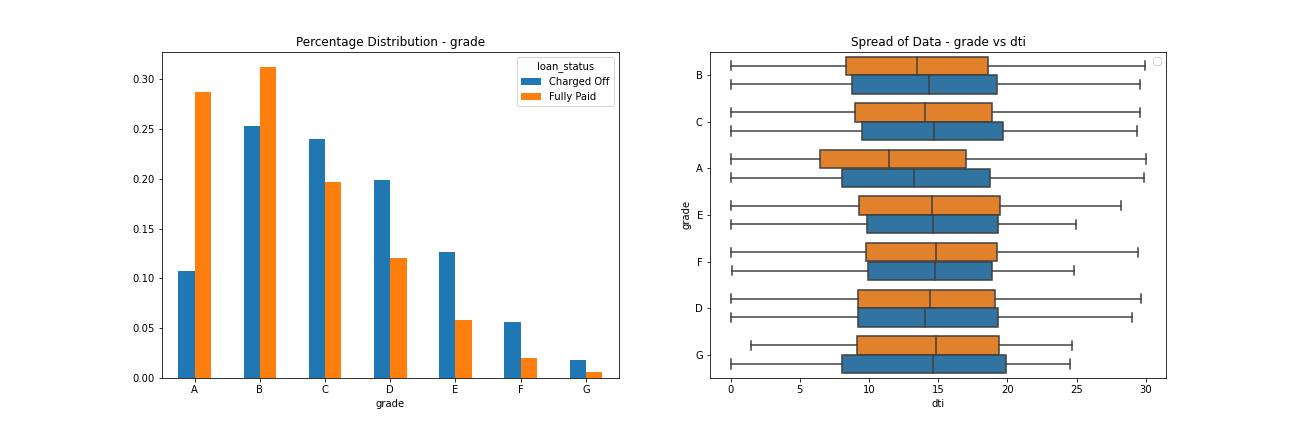 Percentage Distribution - grade
loan_status
Charged Off
Fully Paid
0.30
0.25
0.20
0.15
0.10
0.05
0.00
A B C D E F G
grade
Spread of Data - grade vs dti
B
C
A
E
F
D
G
grade
0 5 10 15 20 25 30
dti